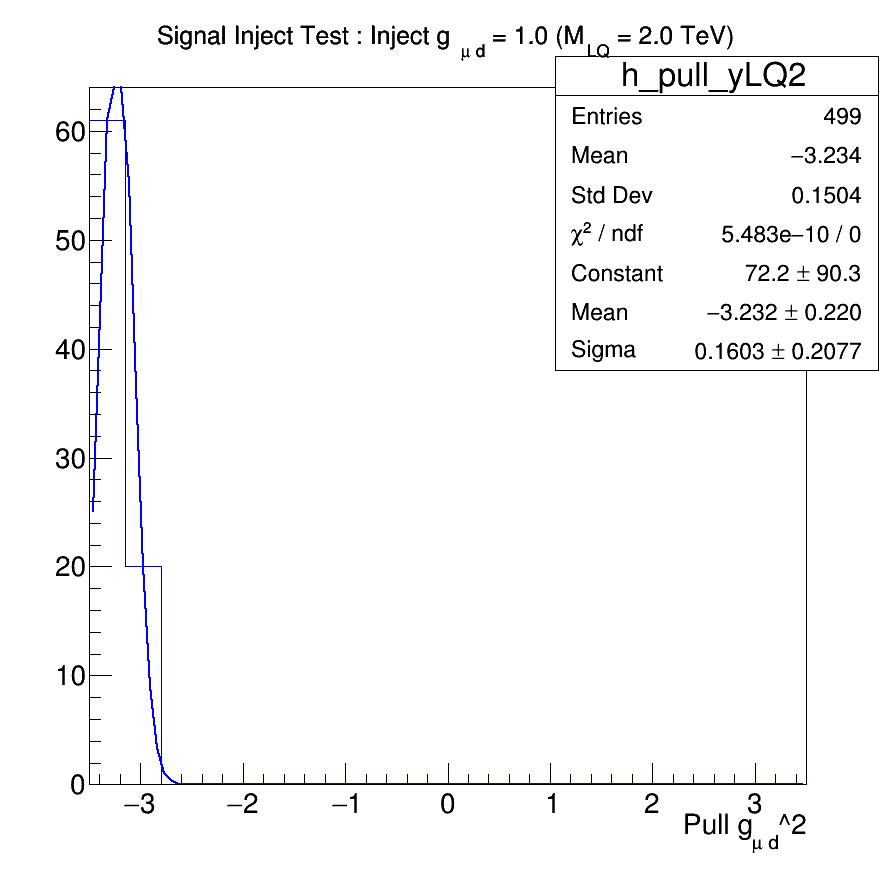 Signal Inject Test : Inject g μ d = 1.0 (M LQ = 2.0 TeV)
h_pull_yLQ2
Entries 499
Mean −3.234
Std Dev 0.1504
χ² / ndf 5.483e−10 / 0
Constant 72.2 ± 90.3
Mean −3.232 ± 0.220
Sigma 0.1603 ± 0.2077
60
50
40
30
20
10
0
−3 −2 −1 0 1 2 3
Pull g μ d ^2